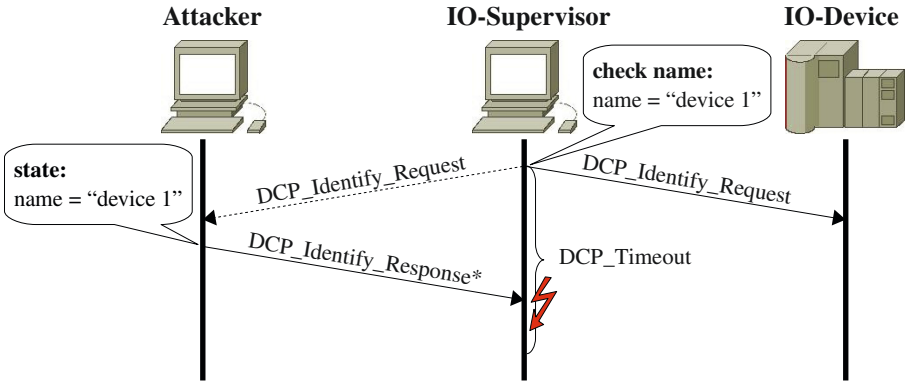 Attacker
IO-Supervisor
IO-Device
check name:
name = “device 1”
state:
name = “device 1”
DCP_Identify_Request
DCP_Identify_Request
DCP_Identify_Response*
DCP_Timeout